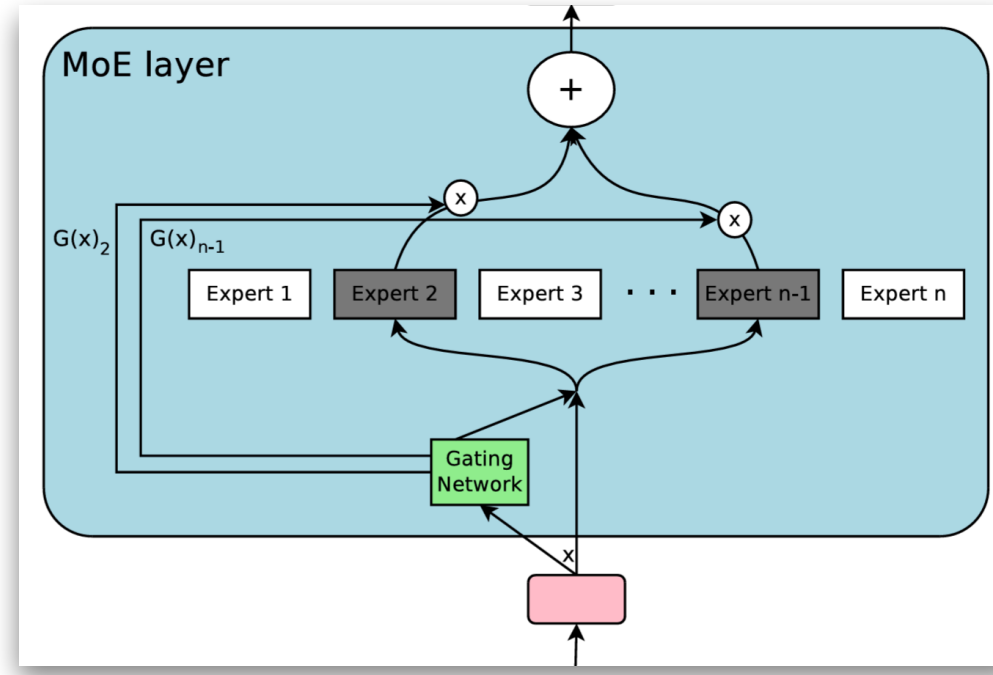 MoE layer
+
x
x
G(x)₂
G(x)ₙ₋₁
Expert 1
Expert 2
Expert 3
. . .
Expert n-1
Expert n
Gating
Network
x